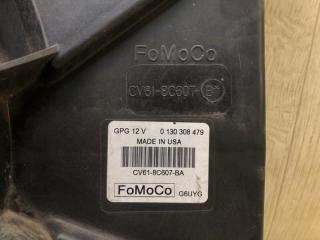 FoMoCo
CV61-8C607-B*
GPG 12 V 0 130 308 479
MADE IN USA
CV61-8C607-BA
FoMoCo
G6UYG